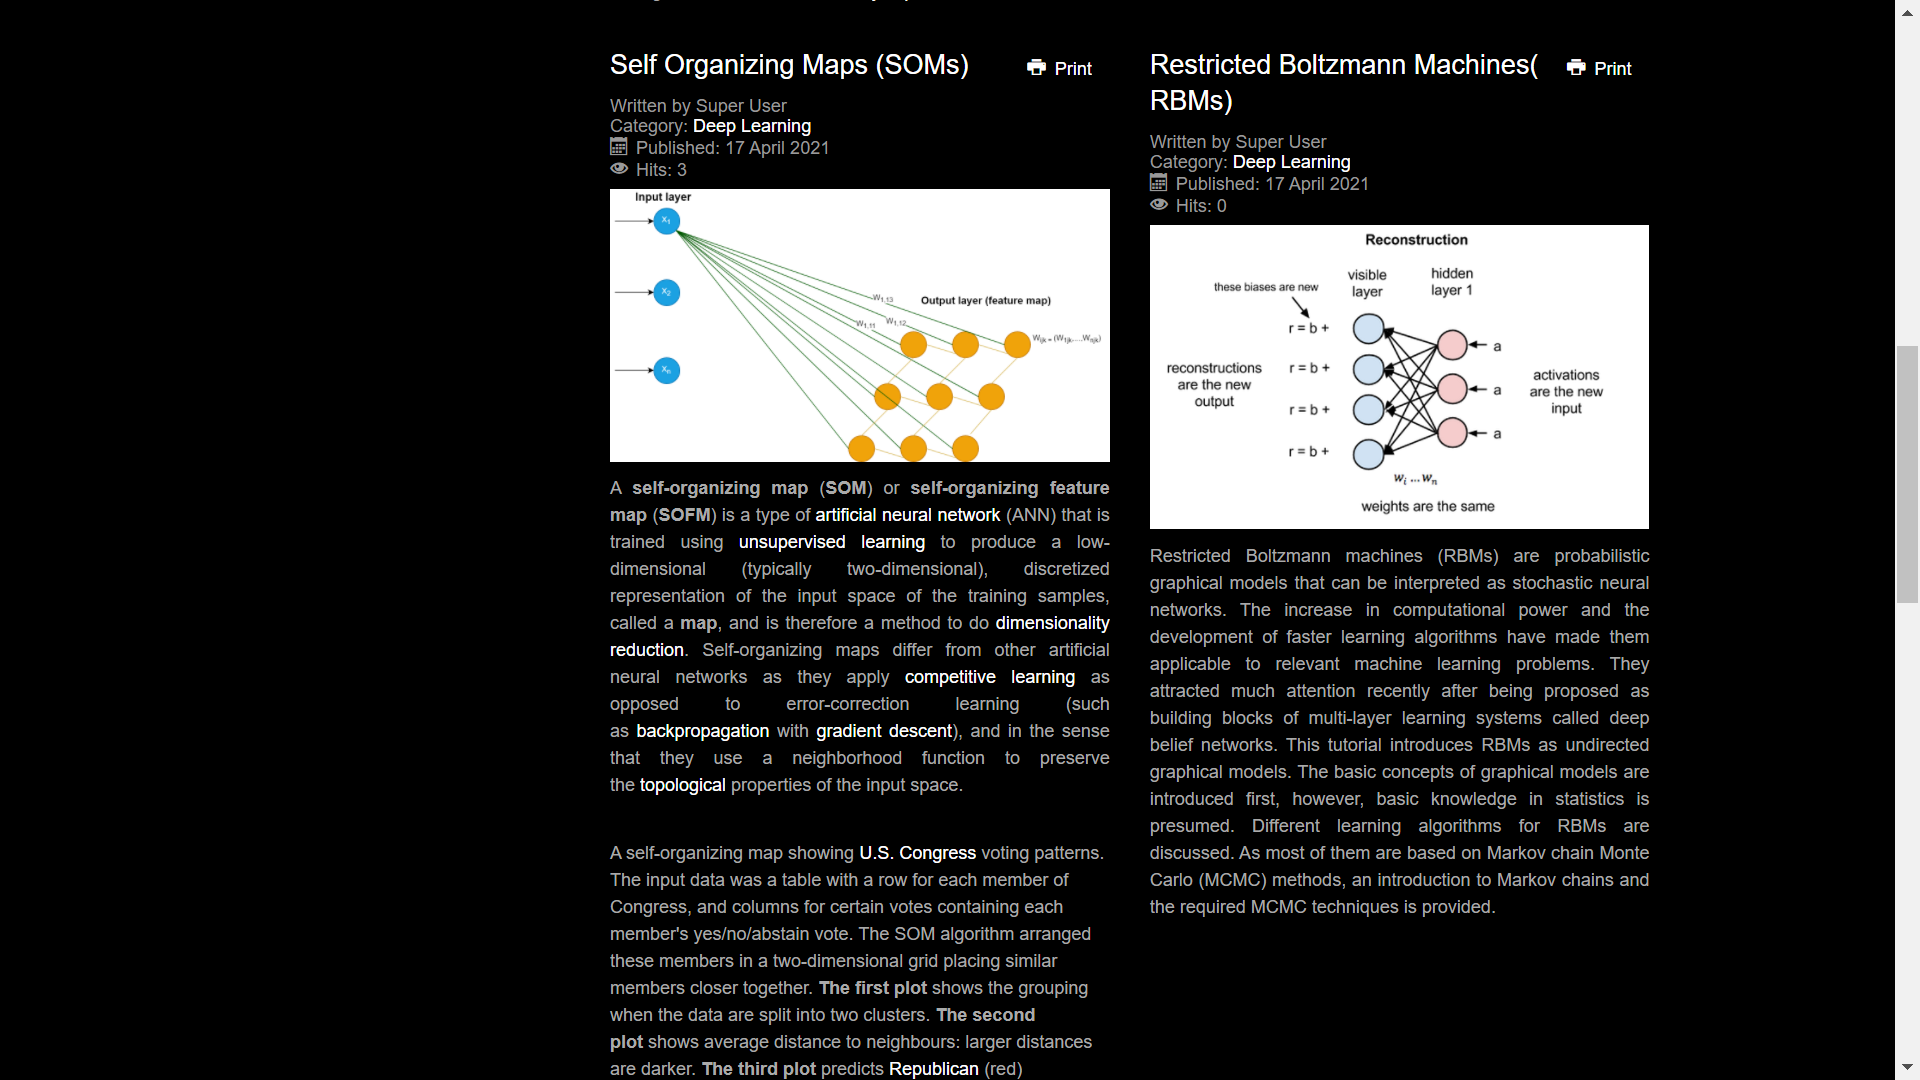 Self Organizing Maps (SOMs)
Print
Written by Super User
Category: Deep Learning
Published: 17 April 2021
Hits: 3
Input layer
X1
X2
Xn
W1,13
W1,11
W1,12
Output layer (feature map)
A self-organizing map (SOM) or self-organizing feature
map (SOFM) is a type of artificial neural network (ANN) that is
trained using unsupervised learning to produce a low-
dimensional (typically two-dimensional), discretized
representation of the input space of the training samples,
called a map, and is therefore a method to do dimensionality
reduction. Self-organizing maps differ from other artificial
neural networks as they apply competitive learning as
opposed to error-correction learning (such
as backpropagation with gradient descent), and in the sense
that they use a neighborhood function to preserve
the topological properties of the input space.
A self-organizing map showing U.S. Congress voting patterns.
The input data was a table with a row for each member of
Congress, and columns for certain votes containing each
member's yes/no/abstain vote. The SOM algorithm arranged
these members in a two-dimensional grid placing similar
members closer together. The first plot shows the grouping
when the data are split into two clusters. The second
plot shows average distance to neighbours: larger distances
are darker. The third plot predicts Republican (red)
Restricted Boltzmann Machines(
RBMs)
Print
Written by Super User
Category: Deep Learning
Published: 17 April 2021
Hits: 0
Reconstruction
visible
layer
hidden
layer 1
these biases are new
r = b +
r = b +
r = b +
r = b +
a
a
a
reconstructions
are the new
output
activations
are the new
input
Wi ...Wn
weights are the same
Restricted Boltzmann machines (RBMs) are probabilistic
graphical models that can be interpreted as stochastic neural
networks. The increase in computational power and the
development of faster learning algorithms have made them
applicable to relevant machine learning problems. They
attracted much attention recently after being proposed as
building blocks of multi-layer learning systems called deep
belief networks. This tutorial introduces RBMs as undirected
graphical models. The basic concepts of graphical models are
introduced first, however, basic knowledge in statistics is
presumed. Different learning algorithms for RBMs are
discussed. As most of them are based on Markov chain Monte
Carlo (MCMC) methods, an introduction to Markov chains and
the required MCMC techniques is provided.